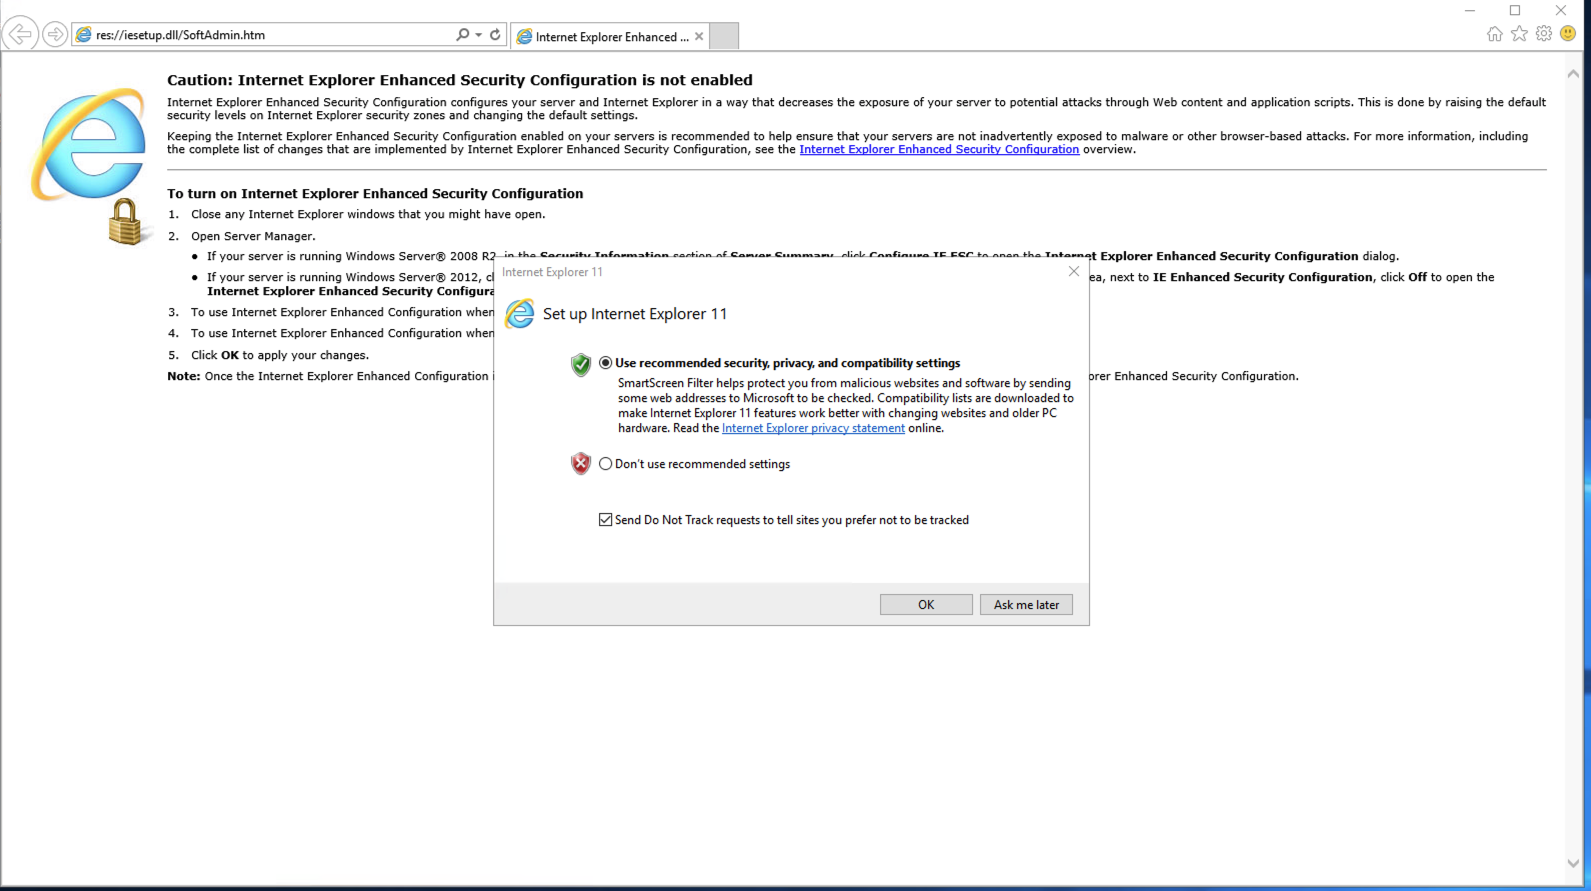 res://iesetup.dll/SoftAdmin.htm
Internet Explorer Enhanced ...
Caution: Internet Explorer Enhanced Security Configuration is not enabled
Internet Explorer Enhanced Security Configuration configures your server and Internet Explorer in a way that decreases the exposure of your server to potential attacks through Web content and application scripts. This is done by raising the default
security levels on Internet Explorer security zones and changing the default settings.
Keeping the Internet Explorer Enhanced Security Configuration enabled on your servers is recommended to help ensure that your servers are not inadvertently exposed to malware or other browser-based attacks. For more information, including
the complete list of changes that are implemented by Internet Explorer Enhanced Security Configuration, see the Internet Explorer Enhanced Security Configuration overview.
To turn on Internet Explorer Enhanced Security Configuration
1. Close any Internet Explorer windows that you might have open.
2. Open Server Manager.
• If your server is running Windows Server® 2008 R2, in the Security Information section of Server Summary, click Configure IE ESC to open the Internet Explorer Enhanced Security Configuration dialog.
• If your server is running Windows Server® 2012, cl
ea, next to IE Enhanced Security Configuration, click Off to open the
Internet Explorer Enhanced Security Configura
3. To use Internet Explorer Enhanced Configuration when
4. To use Internet Explorer Enhanced Configuration when
5. Click OK to apply your changes.
Note: Once the Internet Explorer Enhanced Configuration i
orer Enhanced Security Configuration.
Internet Explorer 11
Set up Internet Explorer 11
Use recommended security, privacy, and compatibility settings
SmartScreen Filter helps protect you from malicious websites and software by sending
some web addresses to Microsoft to be checked. Compatibility lists are downloaded to
make Internet Explorer 11 features work better with changing websites and older PC
hardware. Read the Internet Explorer privacy statement online.
Don't use recommended settings
Send Do Not Track requests to tell sites you prefer not to be tracked
OK
Ask me later